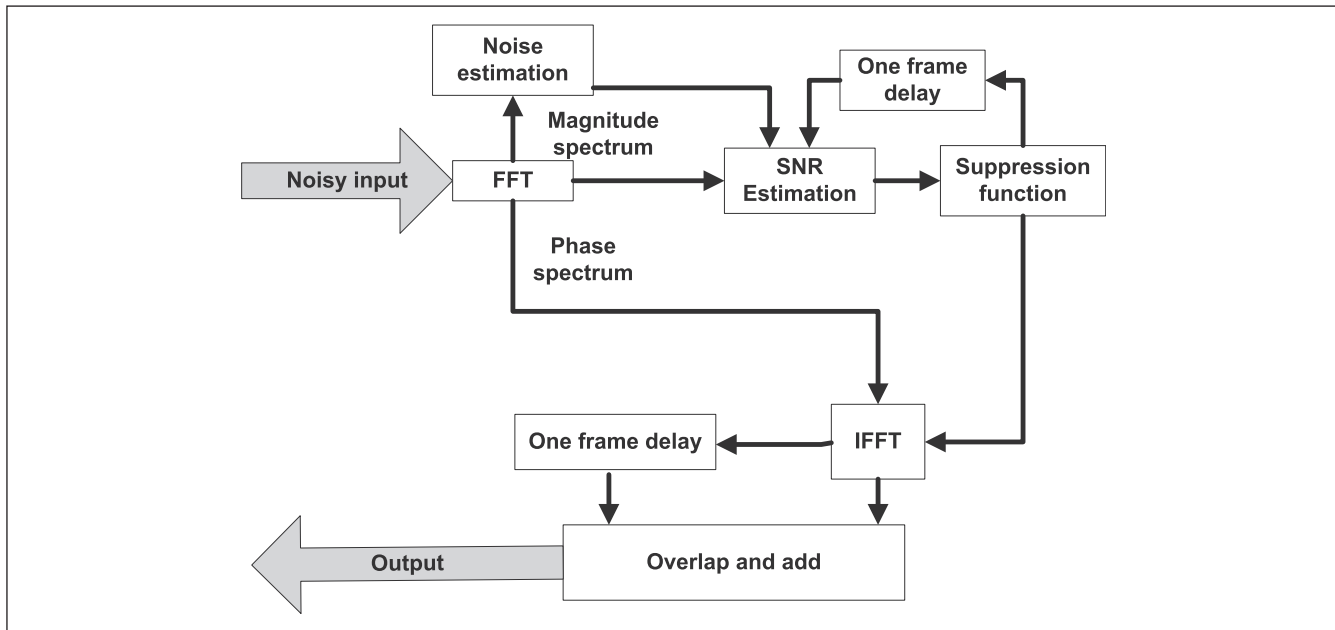 Noise
estimation
One frame
delay
Magnitude
spectrum
Noisy input
FFT
SNR
Estimation
Suppression
function
Phase
spectrum
One frame delay
IFFT
Output
Overlap and add